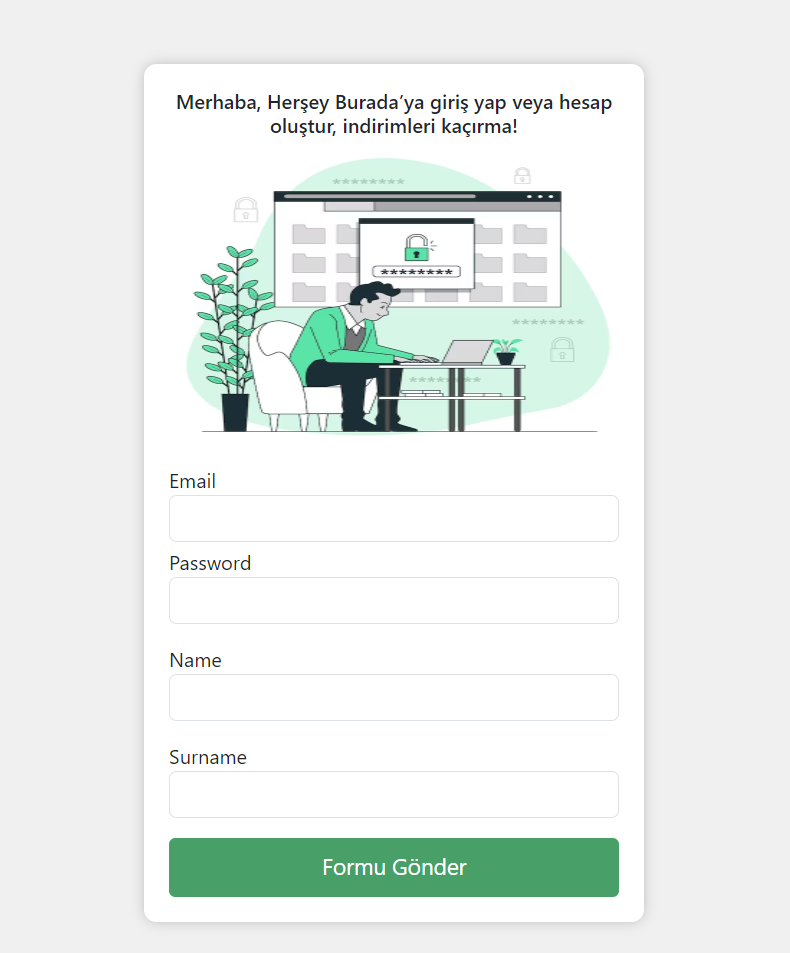 Merhaba, Herşey Burada’ya giriş yap veya hesap
oluştur, indirimleri kaçırma!
********
********
********
********
Email
Password
Name
Surname
Formu Gönder